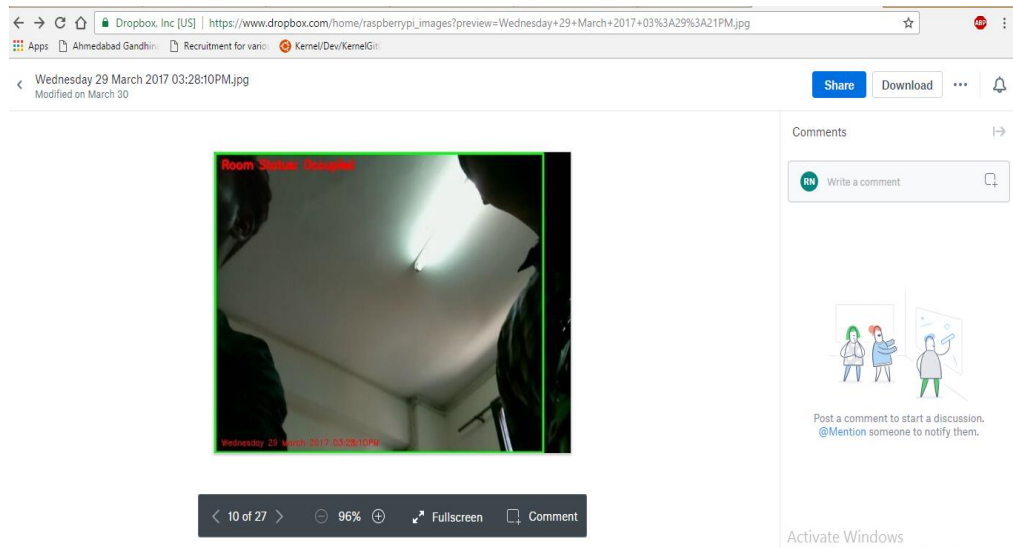 Dropbox, Inc [US] | https://www.dropbox.com/home/raspberrypi_images?preview=Wednesday+29+March+2017+03%3A29%3A21PM.jpg
ABP
Apps Ahmedabad Gandhin Recruitment for vario Kernel/Dev/KernelGit
Wednesday 29 March 2017 03:28:10PM.jpg
Modified on March 30
Share Download
Comments
Room Status: Occupied
RN Write a comment
Post a comment to start a discussion.
@Mention someone to notify them.
Wednesday 29 March 2017 03:28:10PM
10 of 27 96% Fullscreen Comment
Activate Windows